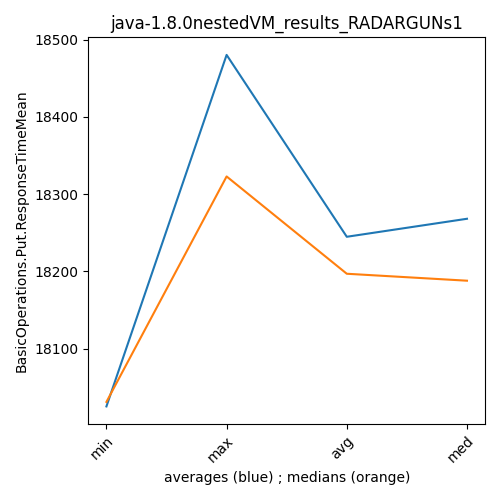 java-1.8.0nestedVM_results_RADARGUNs1
BasicOperations.Put.ResponseTimeMean
18500
18400
18300
18200
18100
min
max
avg
med
averages (blue) ; medians (orange)